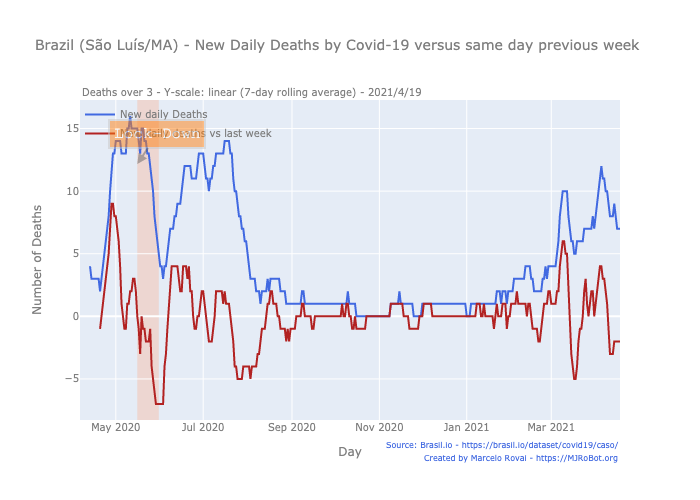 Brazil (São Luís/MA) - New Daily Deaths by Covid-19 versus same day previous week
Deaths over 3 - Y-scale: linear (7-day rolling average) - 2021/4/19
New daily Deaths
vs last week
15
10
5
0
−5
Number of Deaths
May 2020
Jul 2020
Sep 2020
Nov 2020
Jan 2021
Mar 2021
Day
Source: Brasil.io - https://brasil.io/dataset/covid19/caso/
Created by Marcelo Rovai - https://MJRoBot.org